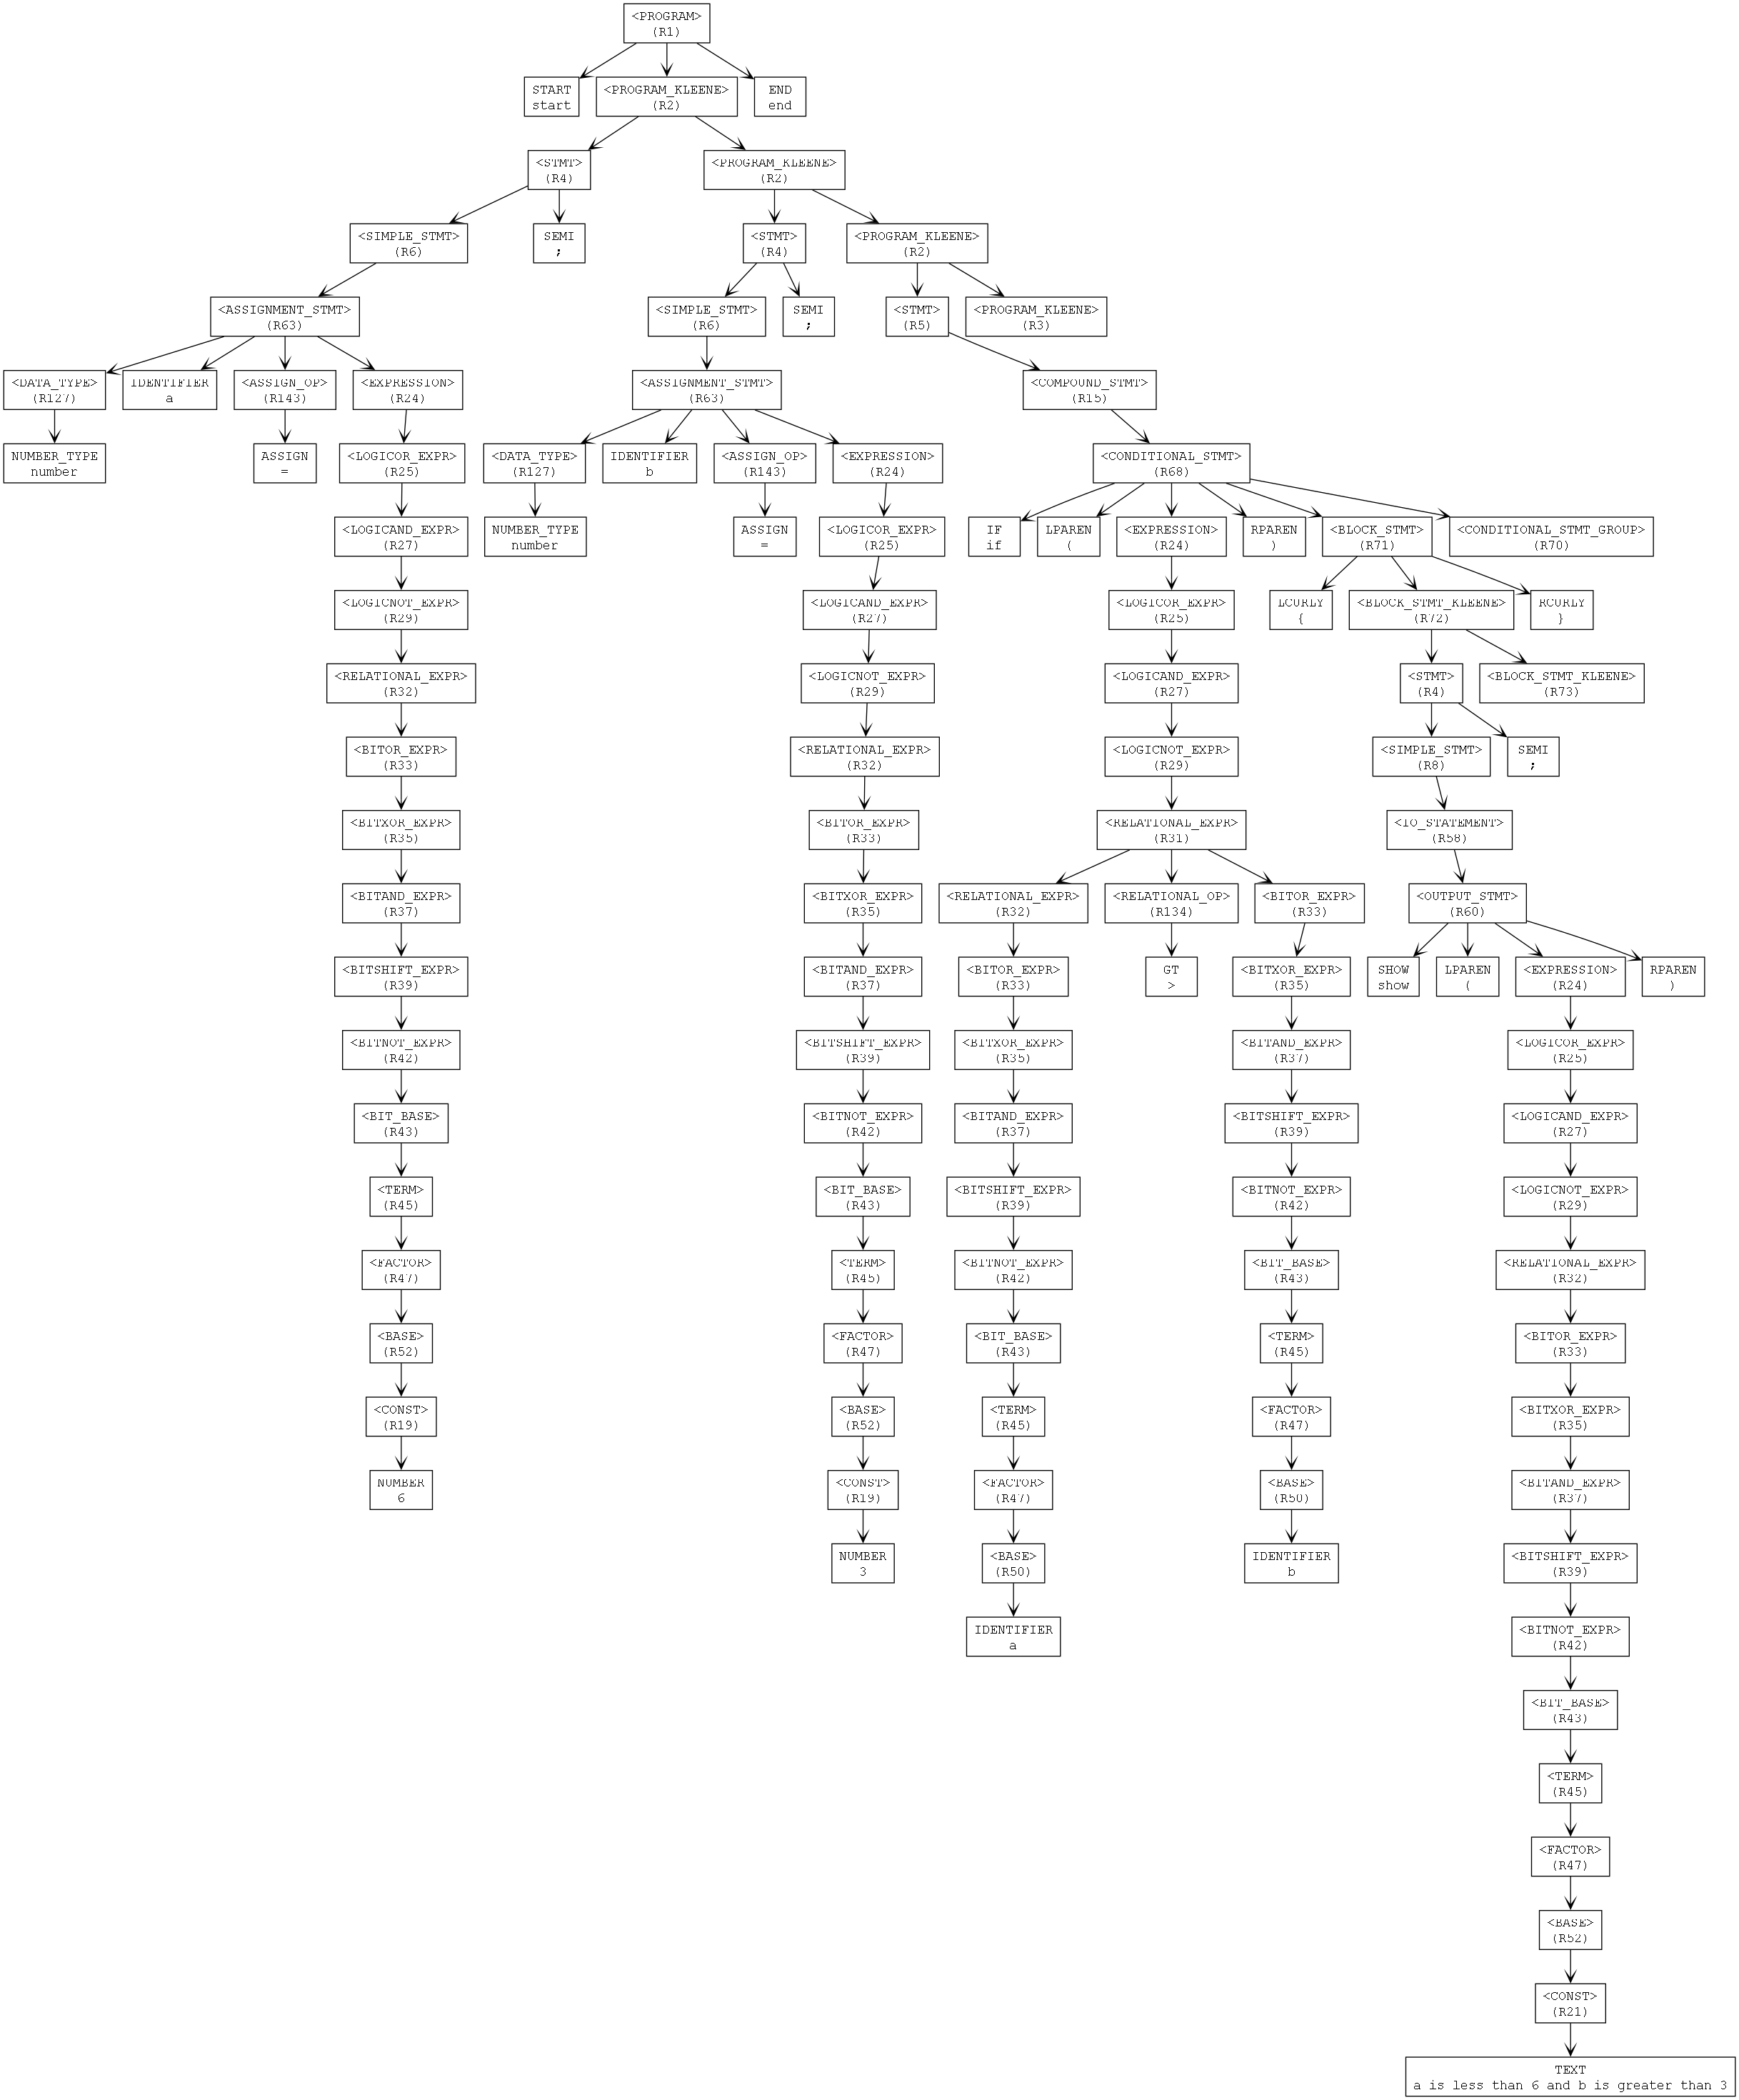 <PROGRAM>
(R1)
START
start
<PROGRAM_KLEENE>
(R2)
END
end
<STMT>
(R4)
<PROGRAM_KLEENE>
(R2)
<SIMPLE_STMT>
(R6)
SEMI
;
<STMT>
(R4)
<PROGRAM_KLEENE>
(R2)
<ASSIGNMENT_STMT>
(R63)
<SIMPLE_STMT>
(R6)
SEMI
;
<STMT>
(R5)
<PROGRAM_KLEENE>
(R3)
<DATA_TYPE>
(R127)
IDENTIFIER
a
<ASSIGN_OP>
(R143)
<EXPRESSION>
(R24)
<ASSIGNMENT_STMT>
(R63)
<COMPOUND_STMT>
(R15)
NUMBER_TYPE
number
ASSIGN
=
<LOGICOR_EXPR>
(R25)
<DATA_TYPE>
(R127)
IDENTIFIER
b
<ASSIGN_OP>
(R143)
<EXPRESSION>
(R24)
<CONDITIONAL_STMT>
(R68)
<LOGICAND_EXPR>
(R27)
NUMBER_TYPE
number
ASSIGN
=
<LOGICOR_EXPR>
(R25)
IF
if
LPAREN
(
<EXPRESSION>
(R24)
RPAREN
)
<BLOCK_STMT>
(R71)
<CONDITIONAL_STMT_GROUP>
(R70)
<LOGICNOT_EXPR>
(R29)
<LOGICAND_EXPR>
(R27)
<LOGICOR_EXPR>
(R25)
LCURLY
{
<BLOCK_STMT_KLEENE>
(R72)
RCURLY
}
<RELATIONAL_EXPR>
(R32)
<LOGICNOT_EXPR>
(R29)
<LOGICAND_EXPR>
(R27)
<STMT>
(R4)
<BLOCK_STMT_KLEENE>
(R73)
<BITOR_EXPR>
(R33)
<RELATIONAL_EXPR>
(R32)
<LOGICNOT_EXPR>
(R29)
<SIMPLE_STMT>
(R8)
SEMI
;
<BITXOR_EXPR>
(R35)
<BITOR_EXPR>
(R33)
<RELATIONAL_EXPR>
(R31)
<IO_STATEMENT>
(R58)
<BITAND_EXPR>
(R37)
<BITXOR_EXPR>
(R35)
<RELATIONAL_EXPR>
(R32)
<RELATIONAL_OP>
(R134)
<BITOR_EXPR>
(R33)
<OUTPUT_STMT>
(R60)
<BITSHIFT_EXPR>
(R39)
<BITAND_EXPR>
(R37)
<BITOR_EXPR>
(R33)
GT
>
<BITXOR_EXPR>
(R35)
SHOW
show
LPAREN
(
<EXPRESSION>
(R24)
RPAREN
)
<BITNOT_EXPR>
(R42)
<BITSHIFT_EXPR>
(R39)
<BITXOR_EXPR>
(R35)
<BITAND_EXPR>
(R37)
<LOGICOR_EXPR>
(R25)
<BIT_BASE>
(R43)
<BITNOT_EXPR>
(R42)
<BITAND_EXPR>
(R37)
<BITSHIFT_EXPR>
(R39)
<LOGICAND_EXPR>
(R27)
<TERM>
(R45)
<BIT_BASE>
(R43)
<BITSHIFT_EXPR>
(R39)
<BITNOT_EXPR>
(R42)
<LOGICNOT_EXPR>
(R29)
<FACTOR>
(R47)
<TERM>
(R45)
<BITNOT_EXPR>
(R42)
<BIT_BASE>
(R43)
<RELATIONAL_EXPR>
(R32)
<BASE>
(R52)
<FACTOR>
(R47)
<BIT_BASE>
(R43)
<TERM>
(R45)
<BITOR_EXPR>
(R33)
<CONST>
(R19)
<BASE>
(R52)
<TERM>
(R45)
<FACTOR>
(R47)
<BITXOR_EXPR>
(R35)
NUMBER
6
<CONST>
(R19)
<FACTOR>
(R47)
<BASE>
(R50)
<BITAND_EXPR>
(R37)
NUMBER
3
<BASE>
(R50)
IDENTIFIER
b
<BITSHIFT_EXPR>
(R39)
IDENTIFIER
a
<BITNOT_EXPR>
(R42)
<BIT_BASE>
(R43)
<TERM>
(R45)
<FACTOR>
(R47)
<BASE>
(R52)
<CONST>
(R21)
TEXT
a is less than 6 and b is greater than 3